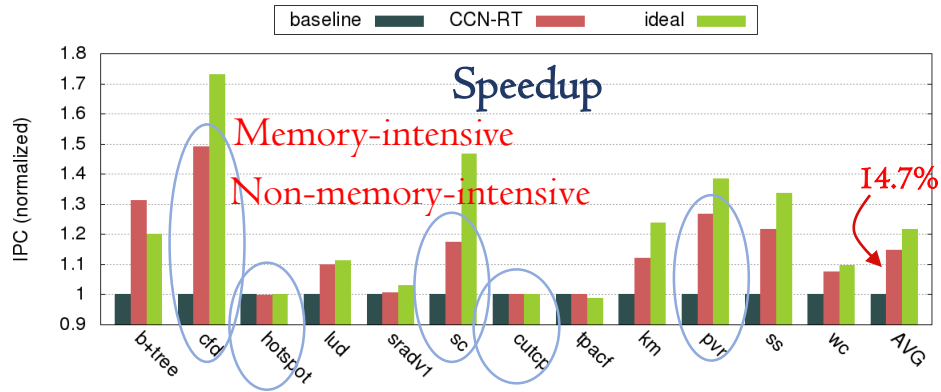 baseline CCN-RT ideal
Speedup
Memory-intensive
Non-memory-intensive
14.7%
IPC (normalized)
1.8
1.7
1.6
1.5
1.4
1.3
1.2
1.1
1
0.9
b+tree cfd hotspot lud sradv1 sc cutcp tpacf km pvr ss wc AVG